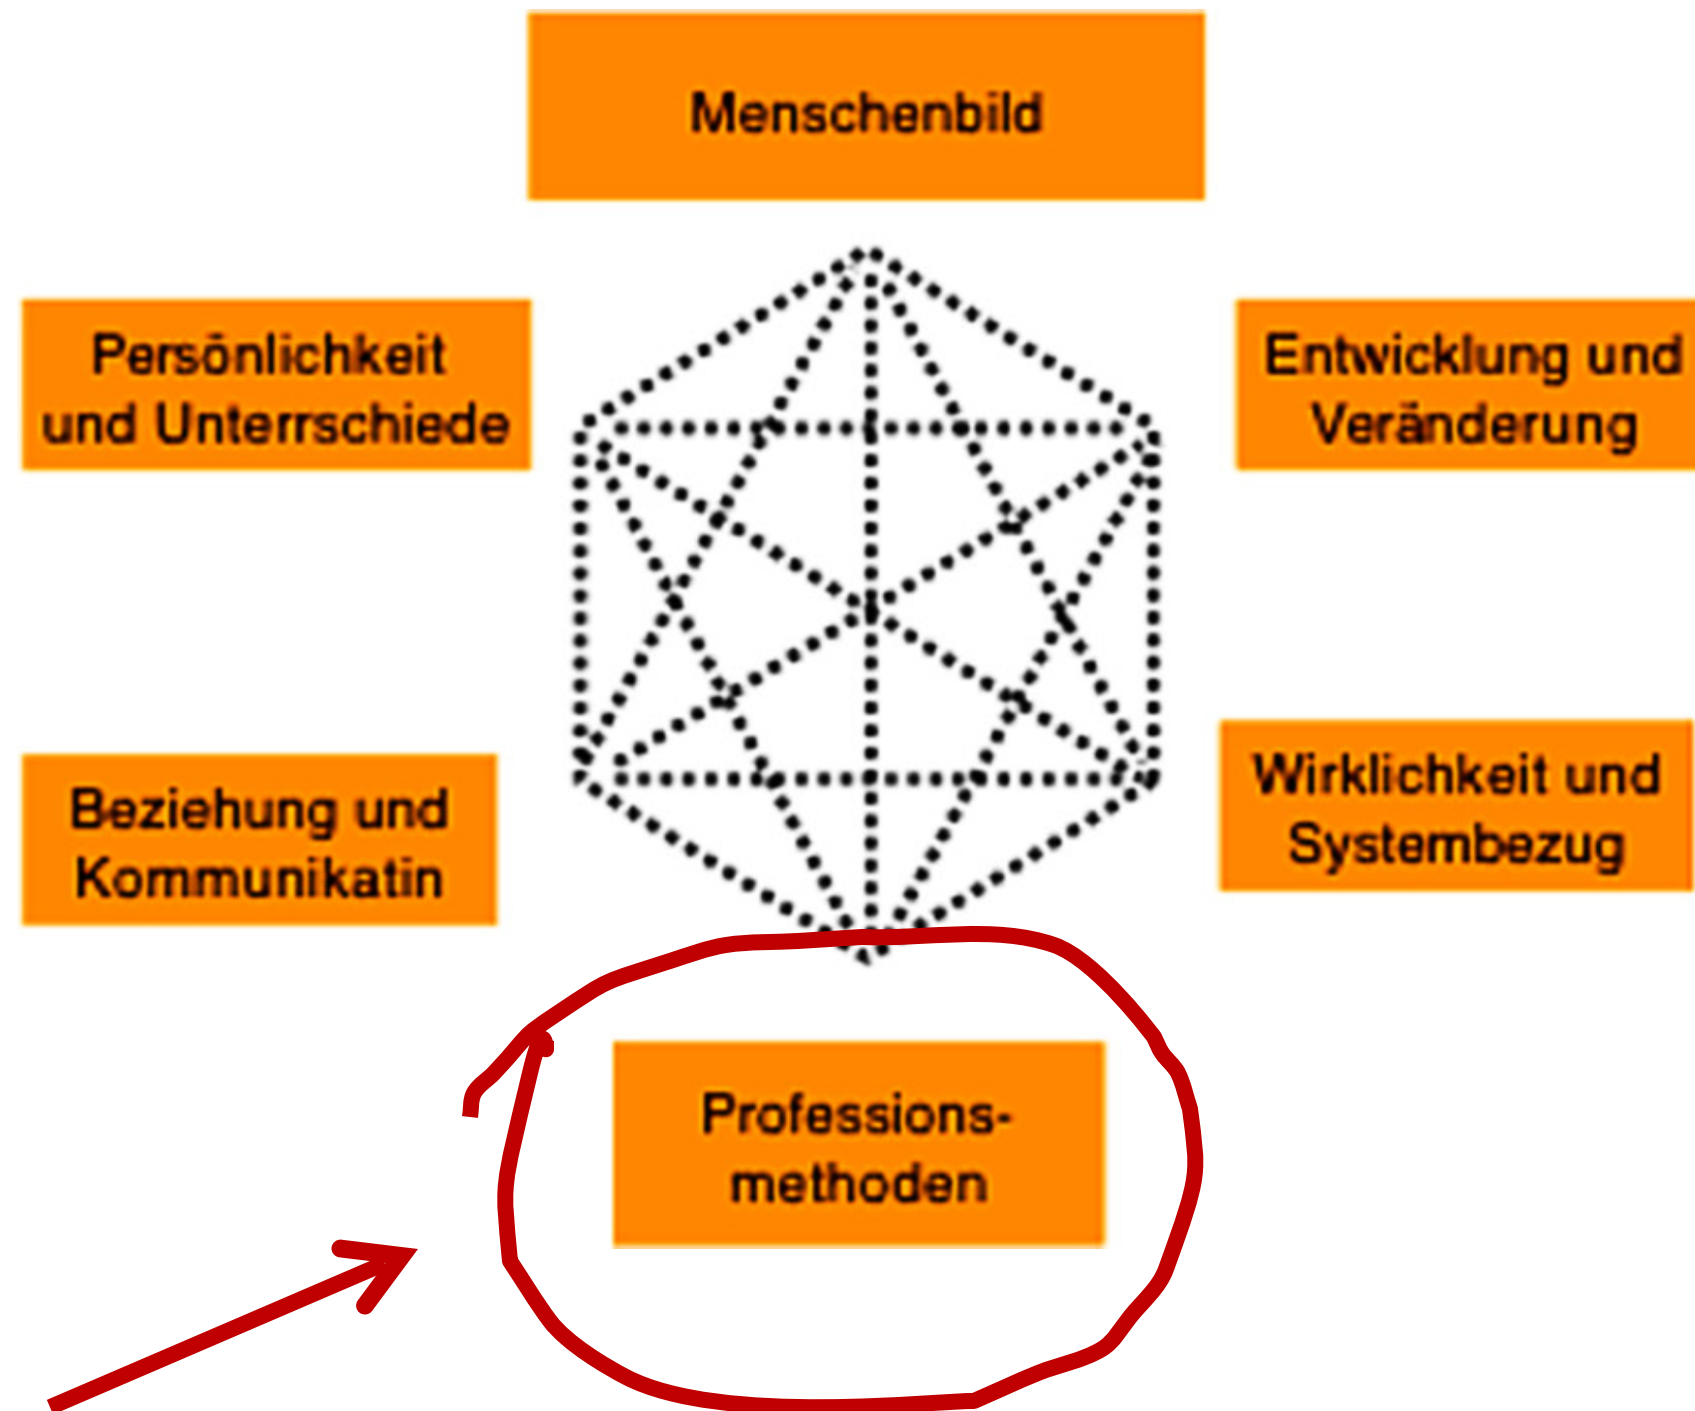 Menschenbild
Persönlichkeit
und Unterrschiede
Entwicklung und
Veränderung
Beziehung und
Kommunikatin
Wirklichkeit und
Systembezug
Professions-
methoden